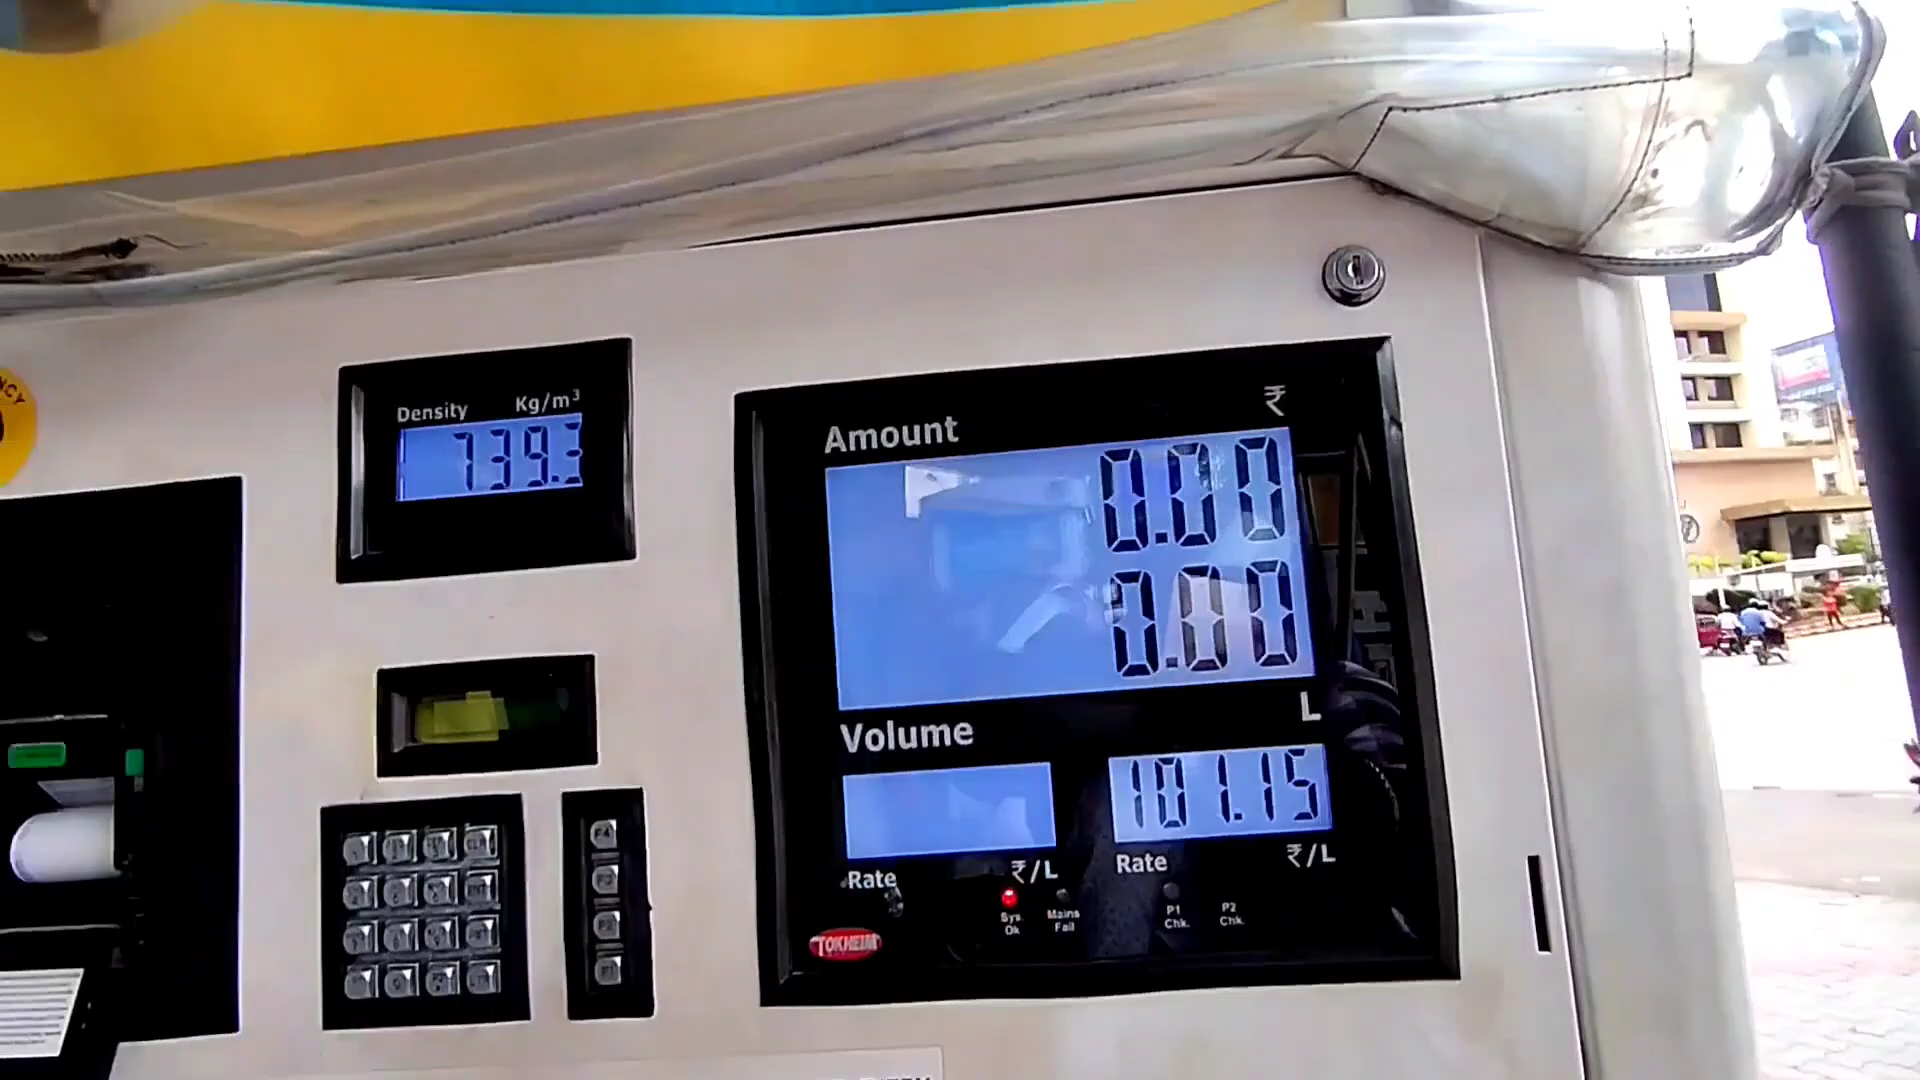 Density Kg/m³
739.3
Amount ₹
0.00
0.00
Volume L
101.15
Rate ₹/L
Rate ₹/L
Sys Ok
Mains Fail
P1 Chk.
P2 Chk.
TOKHEIM
F4